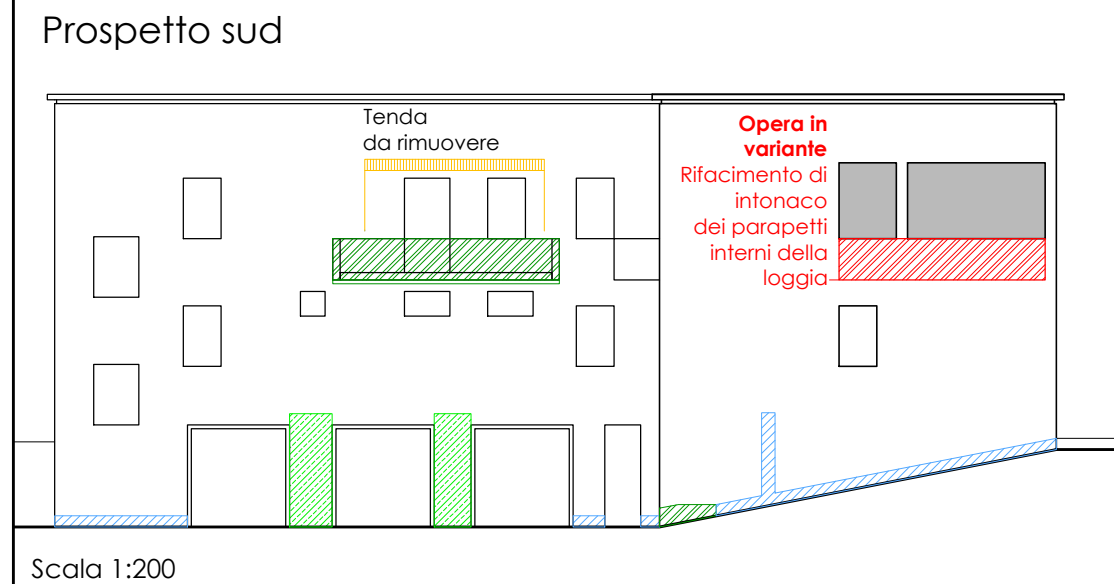 Prospetto sud
Tenda
da rimuovere
Opera in
variante
Rifacimento di
intonaco
dei parapetti
interni della
loggia
Scala 1:200